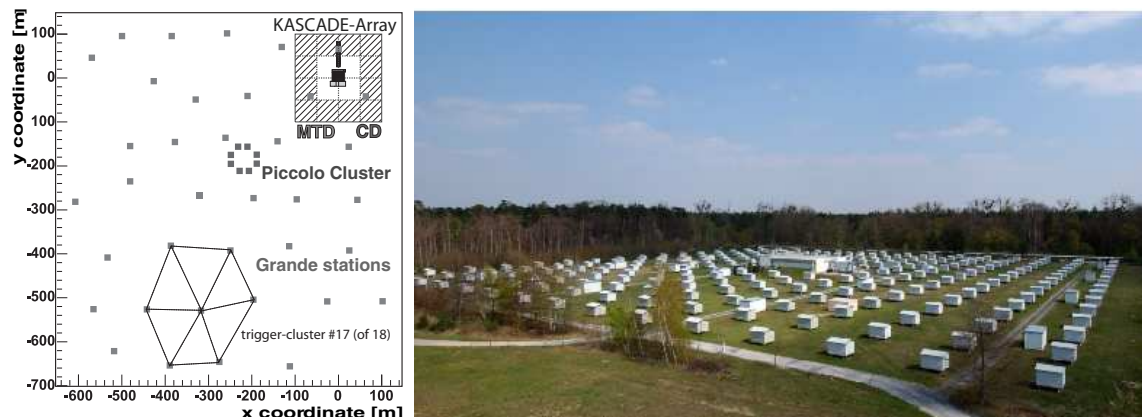 y coordinate [m]
100
0
100
-200
-300
-400
-500
-600
-700
KASCADE-Array
MTD CD
Piccolo Cluster
Grande stations
trigger-cluster #17 (of 18)
-600 -500 -400 -300 -200 -100 0 100
x coordinate [m]